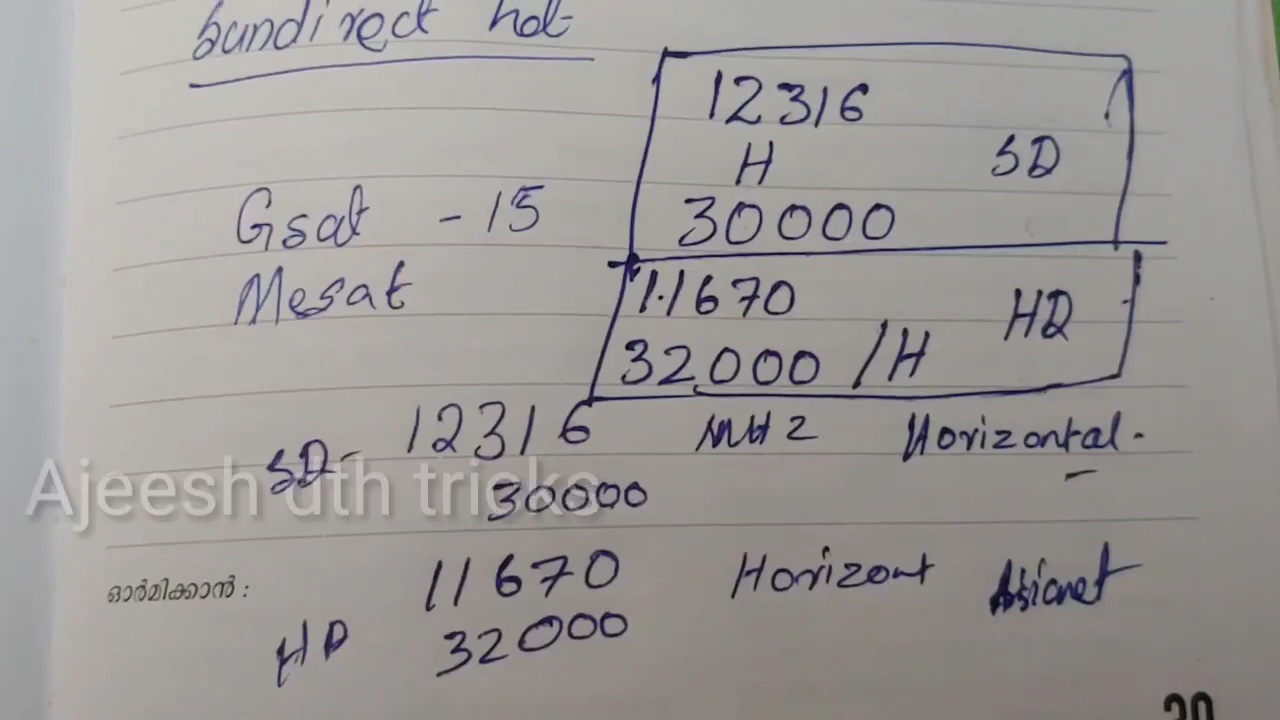 Sundirect hd
12316
H SD
30000
Gsat - 15
Mesat
11670
32000 /H HD
SD - 12316 MHZ Horizontal -
30000
Ajeesh dth tricks
ഓർമിക്കാൻ :
11670 Horizont Asianet
HD 32000